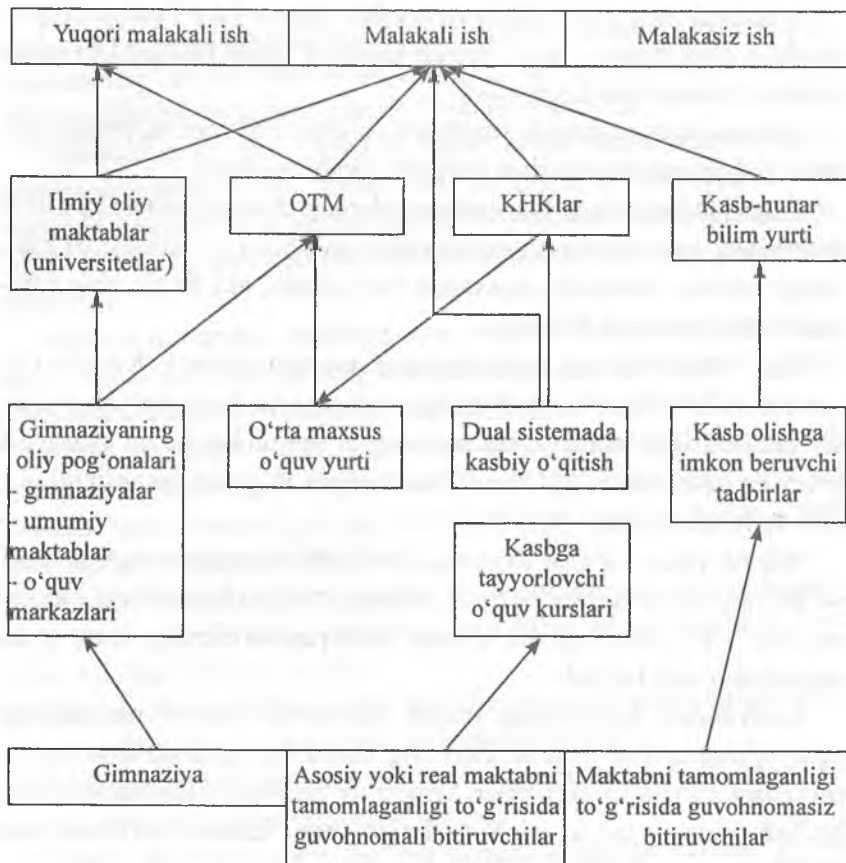 Yuqori malakali ish
Malakali ish
Malakasiz ish
Ilmiy oliy
maktablar
(universitetlar)
OTM
KHKlar
Kasb-hunar
bilim yurti
Gimnaziyaning
oliy pog‘onalari
- gimnaziyalar
- umumiy
maktablar
- o‘quv
markazlari
O‘rta maxsus
o‘quv yurti
Dual sistemada
kasbiy o‘qitish
Kasb olishga
imkon beruvchi
tadbirlar
Kasbga
tayyorlovchi
o‘quv kurslari
Gimnaziya
Asosiy yoki real maktabni
tamomlaganligi to‘g‘risida
guvohnomali bitiruvchilar
Maktabni tamomlaganligi
to‘g‘risida guvohnomasiz
bitiruvchilar